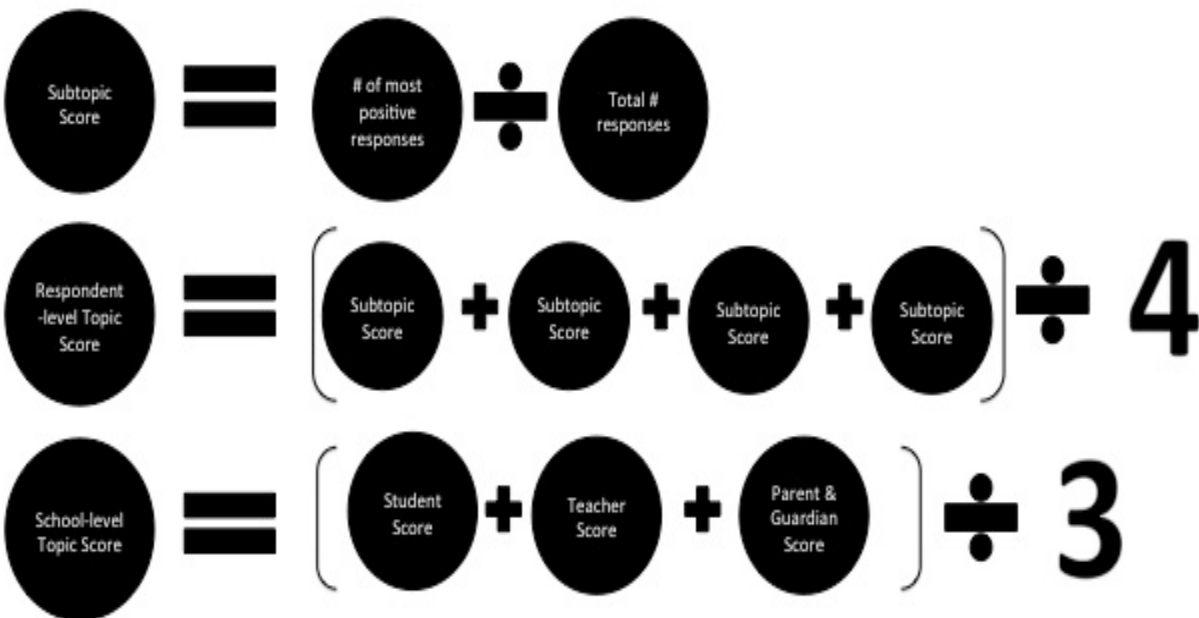 Subtopic
Score
=
# of most
positive
responses
÷
Total #
responses
Respondent
-level Topic
Score
=
(
Subtopic
Score
+
Subtopic
Score
+
Subtopic
Score
+
Subtopic
Score
)
÷
4
School-level
Topic Score
=
(
Student
Score
+
Teacher
Score
+
Parent &
Guardian
Score
)
÷
3